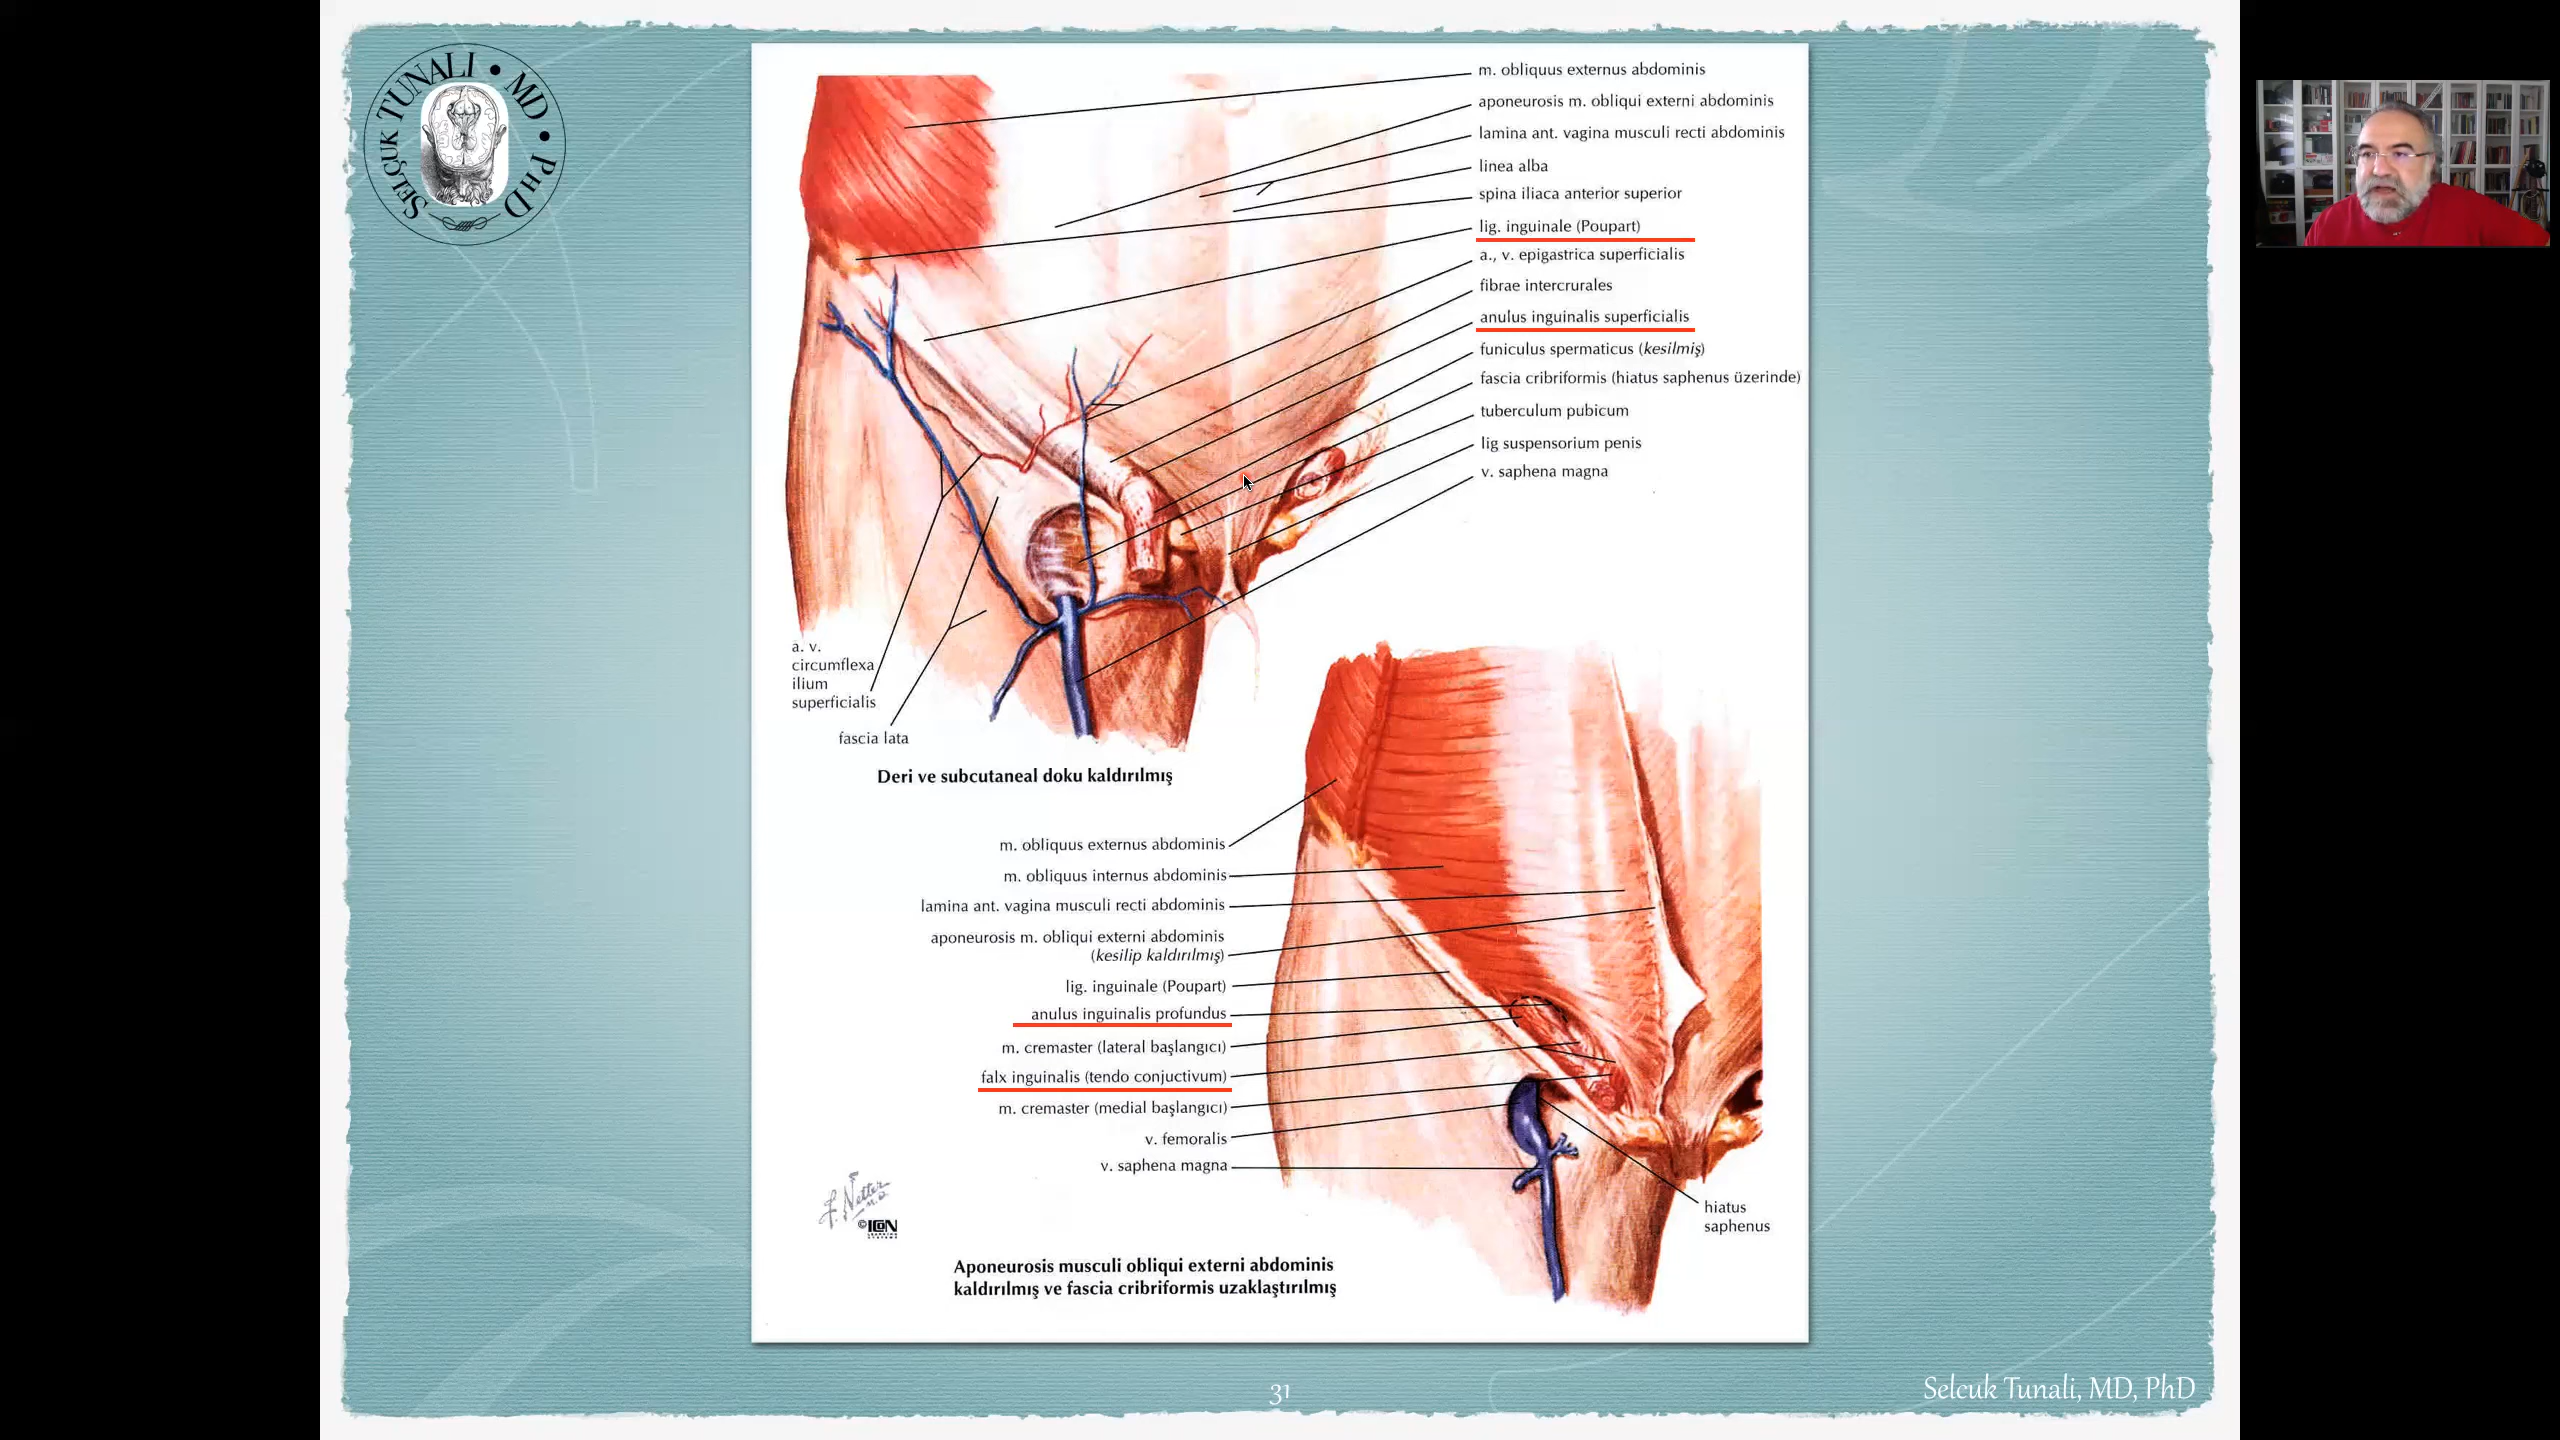 SELÇUK TUNALI • MD • PhD
m. obliquus externus abdominis
aponeurosis m. obliqui externi abdominis
lamina ant. vagina musculi recti abdominis
linea alba
spina iliaca anterior superior
lig. inguinale (Poupart)
a., v. epigastrica superficialis
fibrae intercrurales
anulus inguinalis superficialis
funiculus spermaticus (kesilmiş)
fascia cribriformis (hiatus saphenus üzerinde)
tuberculum pubicum
lig suspensorium penis
v. saphena magna
a. v.
circumflexa
ilium
superficialis
fascia lata
Deri ve subcutaneal doku kaldırılmış
m. obliquus externus abdominis
m. obliquus internus abdominis
lamina ant. vagina musculi recti abdominis
aponeurosis m. obliqui externi abdominis
(kesilip kaldırılmış)
lig. inguinale (Poupart)
anulus inguinalis profundus
m. cremaster (lateral başlangıcı)
falx inguinalis (tendo conjuctivum)
m. cremaster (medial başlangıcı)
v. femoralis
v. saphena magna
hiatus
saphenus
F. Netter
M.D.
©ICON
Aponeurosis musculi obliqui externi abdominis
kaldırılmış ve fascia cribriformis uzaklaştırılmış
31
Selcuk Tunali, MD, PhD